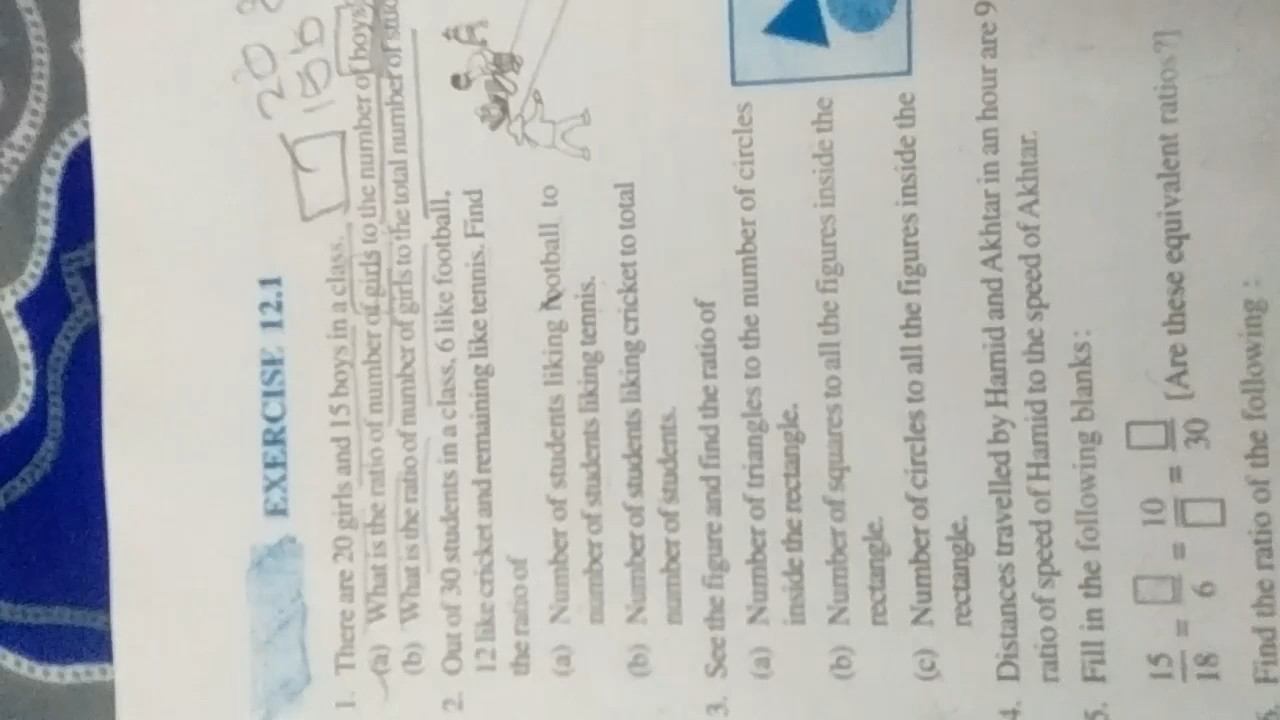 20
15 b
EXERCISE 12.1
1. There are 20 girls and 15 boys in a class.
(a) What is the ratio of number of girls to the number of boys
(b) What is the ratio of number of girls to the total number of
2. Out of 30 students in a class, 6 like football,
12 like cricket and remaining like tennis. Find
the ratio of
(a) Number of students liking football to
number of students liking tennis.
(b) Number of students liking cricket to total
number of students.
3. See the figure and find the ratio of
(a) Number of triangles to the number of circles
inside the rectangle.
(b) Number of squares to all the figures inside the
rectangle.
(c) Number of circles to all the figures inside the
rectangle.
4. Distances travelled by Hamid and Akhtar in an hour are 9
ratio of speed of Hamid to the speed of Akhtar.
5. Fill in the following blanks :
15/18 = □/6 = 10/□ = □/30 [Are these equivalent ratios?]
Find the ratio of the following :